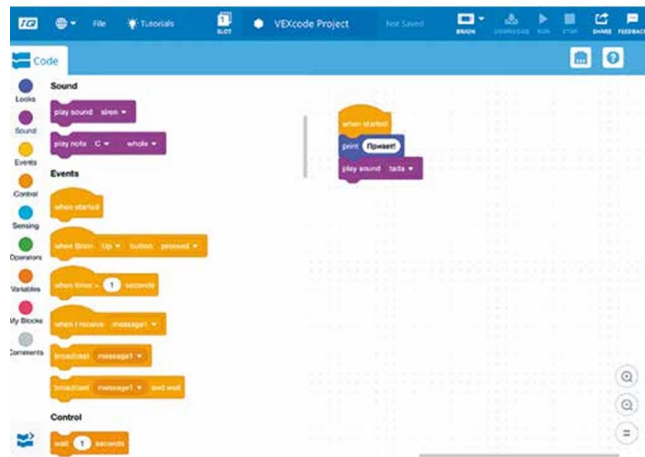 IQ File Tutorials 1 SLOT VEXcode Project Not Saved BRAIN DOWNLOAD RUN STOP SHARE FEEDBACK
Code
Looks
Sound
Events
Control
Sensing
Operators
Variables
My Blocks
Comments
Sound
play sound siren
play note C whole
Events
when started
when Brain Up button pressed
when timer > 1 seconds
when I receive message1
broadcast message1
broadcast message1 and wait
Control
wait 1 seconds
when started
print Привет!
play sound tada